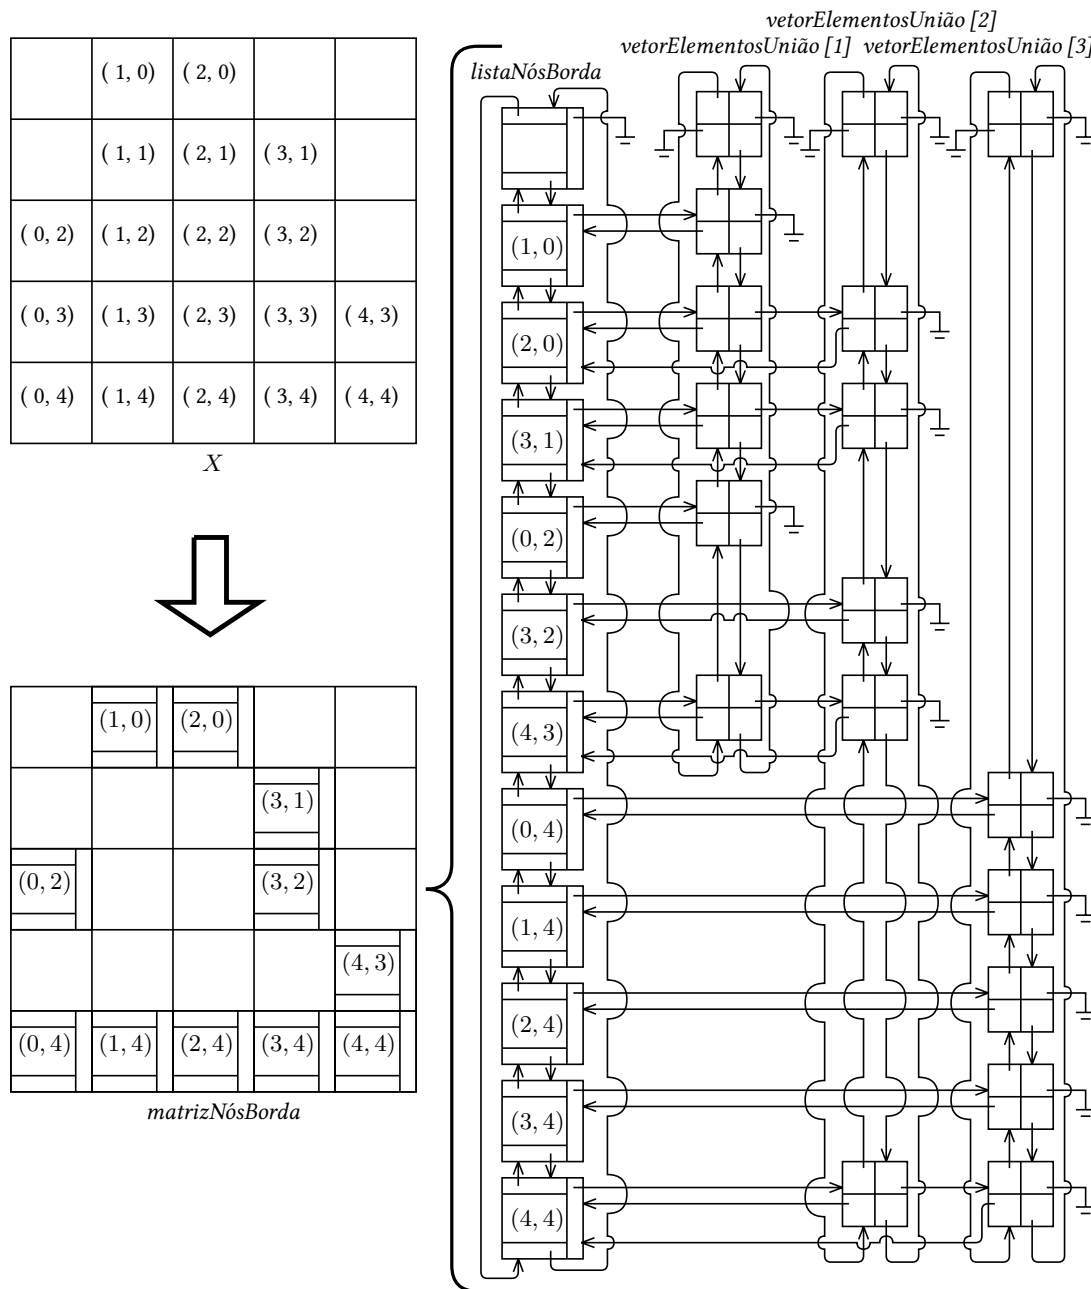 vetorElementosUnião [2]
vetorElementosUnião [1] vetorElementosUnião [3]
listaNósBorda
( 1, 0) ( 2, 0)
( 1, 1) ( 2, 1) ( 3, 1)
( 0, 2) ( 1, 2) ( 2, 2) ( 3, 2)
( 0, 3) ( 1, 3) ( 2, 3) ( 3, 3) ( 4, 3)
( 0, 4) ( 1, 4) ( 2, 4) ( 3, 4) ( 4, 4)
X
(1, 0) (2, 0)
(3, 1)
(0, 2) (3, 2)
(4, 3)
(0, 4) (1, 4) (2, 4) (3, 4) (4, 4)
matrizNósBorda
(1, 0)
(2, 0)
(3, 1)
(0, 2)
(3, 2)
(4, 3)
(0, 4)
(1, 4)
(2, 4)
(3, 4)
(4, 4)